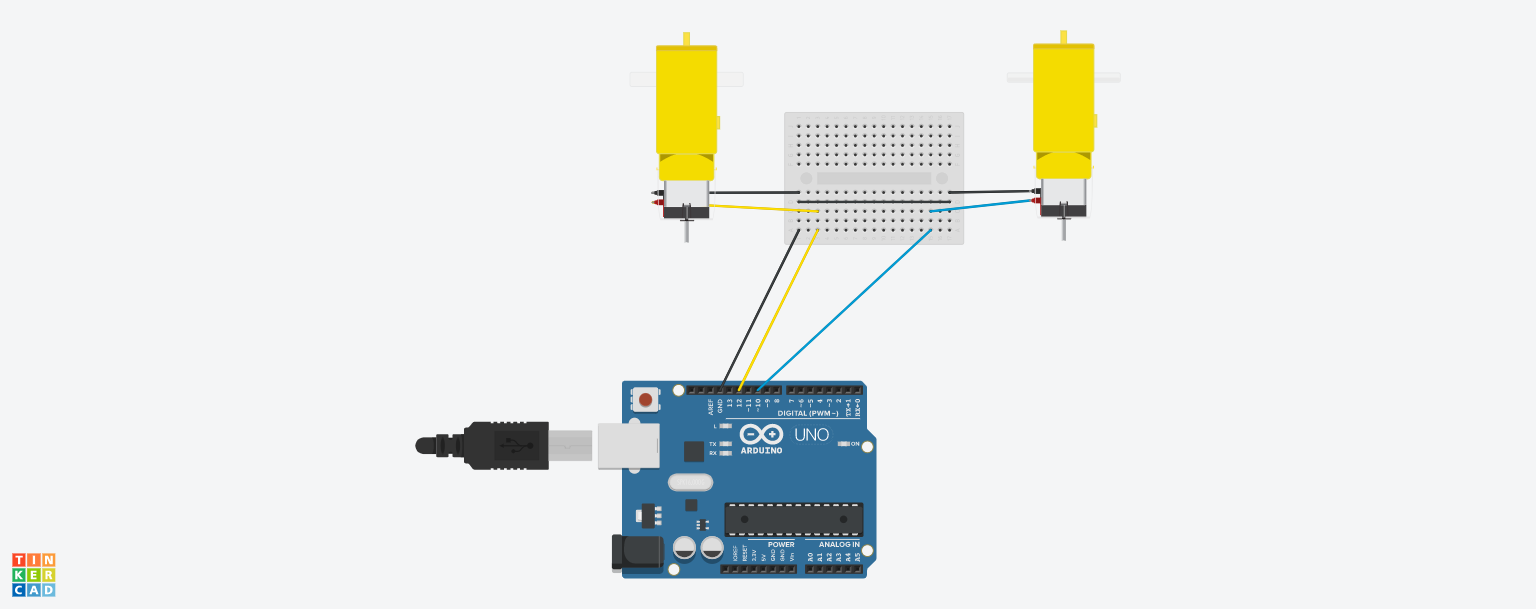 AREF
GND
13
12
~11
~10
~9
8
7
~6
~5
4
~3
2
TX→1
RX←0
DIGITAL (PWM~)
L
TX
RX
ARDUINO
UNO
ON
POWER
ANALOG IN
IOREF
RESET
3.3V
5V
GND
GND
Vin
A0
A1
A2
A3
A4
A5
TIN
KER
CAD